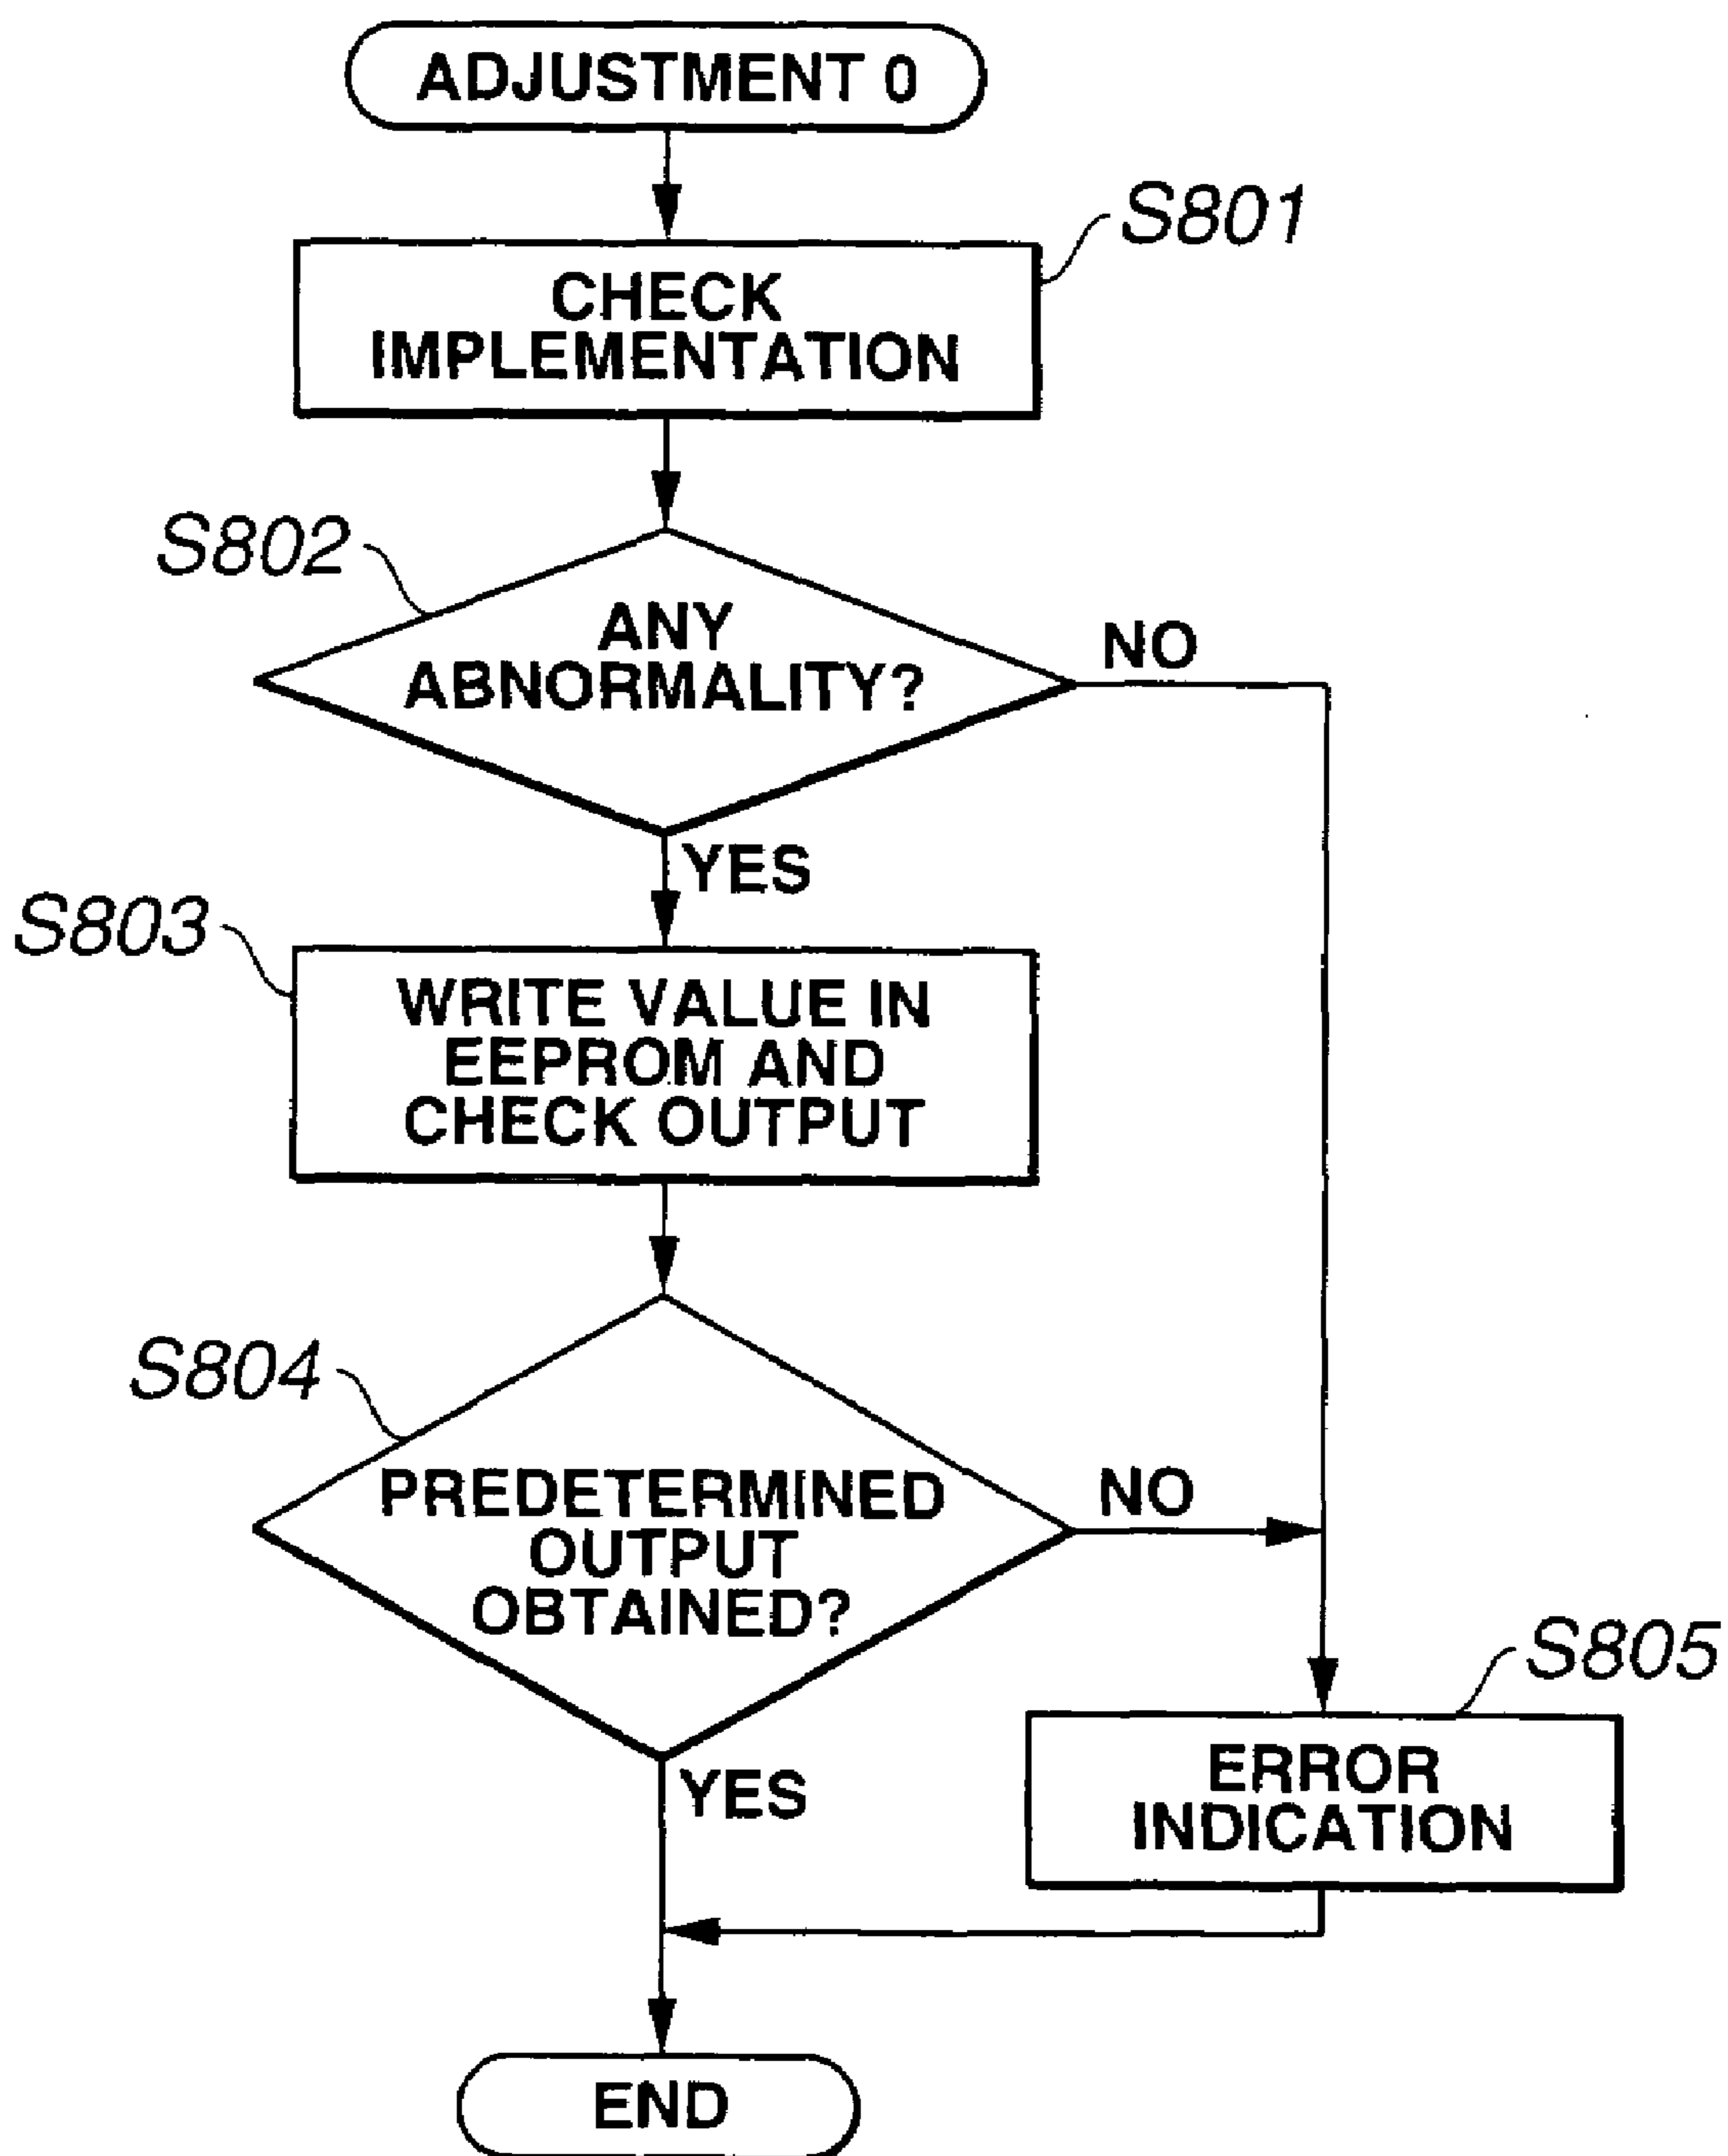 ADJUSTMENT 0
S801
CHECK
IMPLEMENTATION
S802
ANY
ABNORMALITY?
NO
YES
S803
WRITE VALUE IN
EEPROM AND
CHECK OUTPUT
S804
PREDETERMINED
OUTPUT
OBTAINED?
NO
YES
S805
ERROR
INDICATION
END